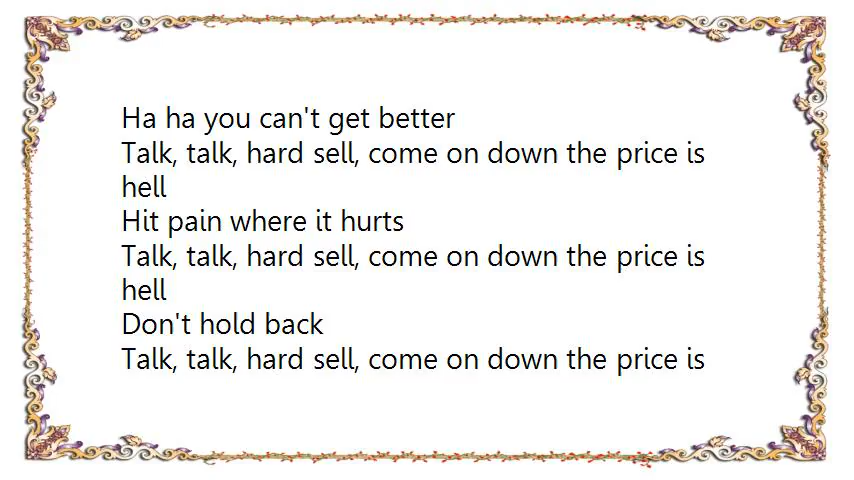 Ha ha you can't get better
Talk, talk, hard sell, come on down the price is
hell
Hit pain where it hurts
Talk, talk, hard sell, come on down the price is
hell
Don't hold back
Talk, talk, hard sell, come on down the price is